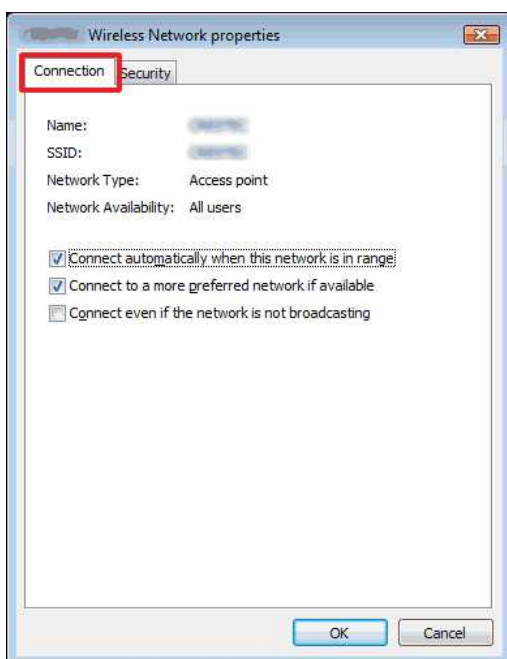 Wireless Network properties
Connection
Security
Name:
SSID:
Network Type: Access point
Network Availability: All users
Connect automatically when this network is in range
Connect to a more preferred network if available
Connect even if the network is not broadcasting
OK
Cancel